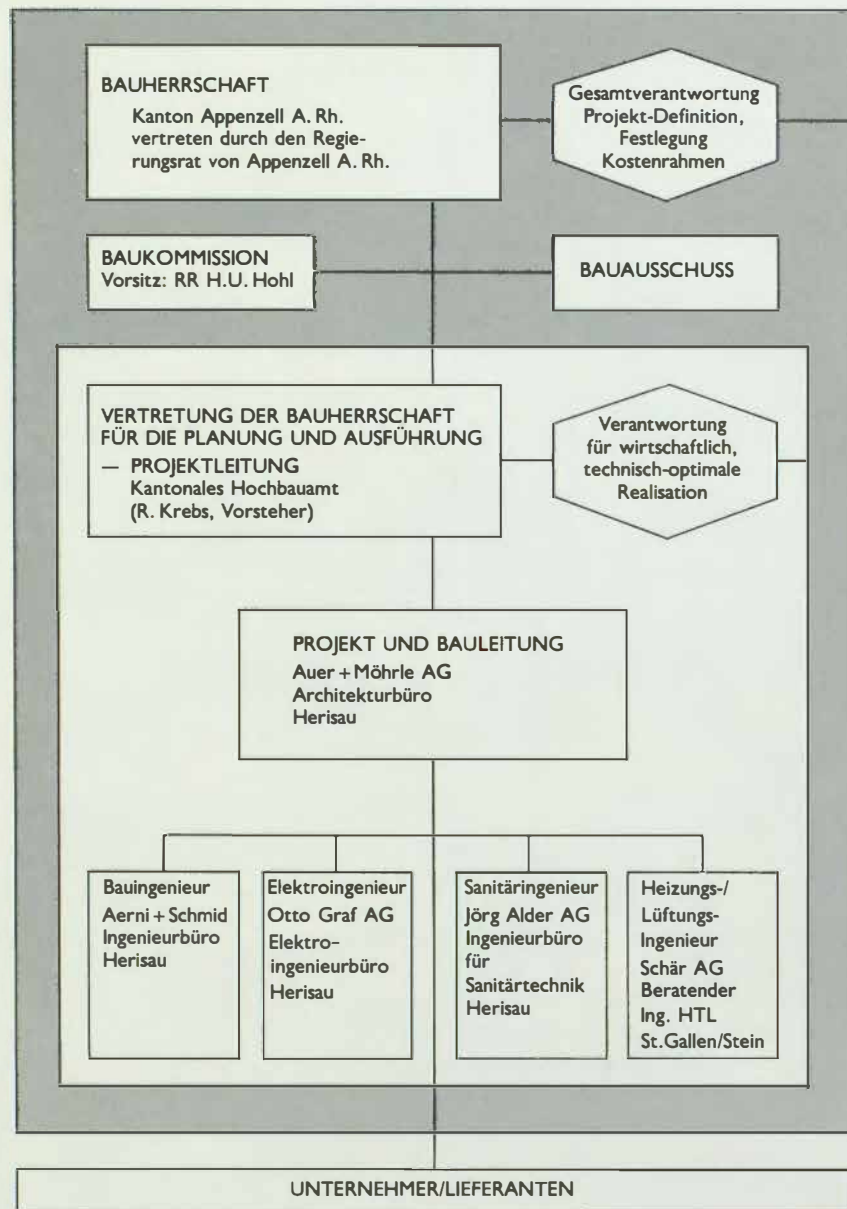 BAUHERRSCHAFT
Kanton Appenzell A. Rh.
vertreten durch den Regie-
rungsrat von Appenzell A. Rh.
Gesamtverantwortung
Projekt-Definition,
Festlegung
Kostenrahmen
BAUKOMMISSION
Vorsitz: RR H.U. Hohl
BAUAUSSCHUSS
VERTRETUNG DER BAUHERRSCHAFT
FÜR DIE PLANUNG UND AUSFÜHRUNG
— PROJEKTLEITUNG
Kantonales Hochbauamt
(R. Krebs, Vorsteher)
Verantwortung
für wirtschaftlich,
technisch-optimale
Realisation
PROJEKT UND BAULEITUNG
Auer + Möhrle AG
Architekturbüro
Herisau
Bauingenieur
Aerni + Schmid
Ingenieurbüro
Herisau
Elektroingenieur
Otto Graf AG
Elektro-
ingenieurbüro
Herisau
Sanitäringenieur
Jörg Alder AG
Ingenieurbüro
für
Sanitärtechnik
Herisau
Heizungs-/
Lüftungs-
Ingenieur
Schär AG
Beratender
Ing. HTL
St.Gallen/Stein
UNTERNEHMER/LIEFERANTEN